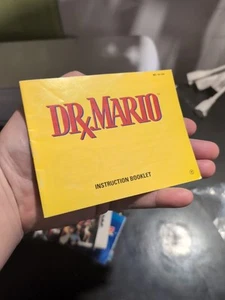 DR. MARIO
INSTRUCTION BOOKLET